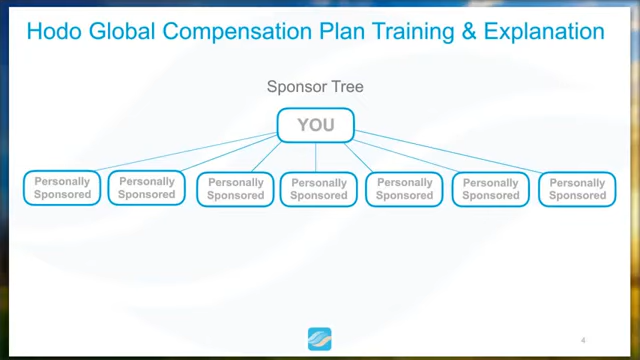 Hodo Global Compensation Plan Training & Explanation
Sponsor Tree
YOU
Personally
Sponsored
Personally
Sponsored
Personally
Sponsored
Personally
Sponsored
Personally
Sponsored
Personally
Sponsored
Personally
Sponsored
4